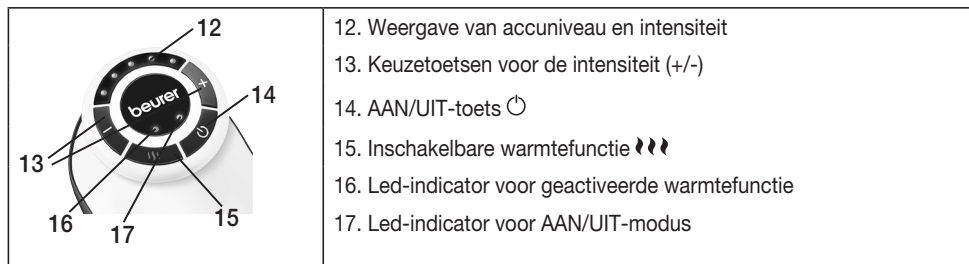 12
beurer
14
13
16
15
17
12. Weergave van accuniveau en intensiteit
13. Keuzetoetsen voor de intensiteit (+/-)
14. AAN/UIT-toets
15. Inschakelbare warmtefunctie
16. Led-indicator voor geactiveerde warmtefunctie
17. Led-indicator voor AAN/UIT-modus